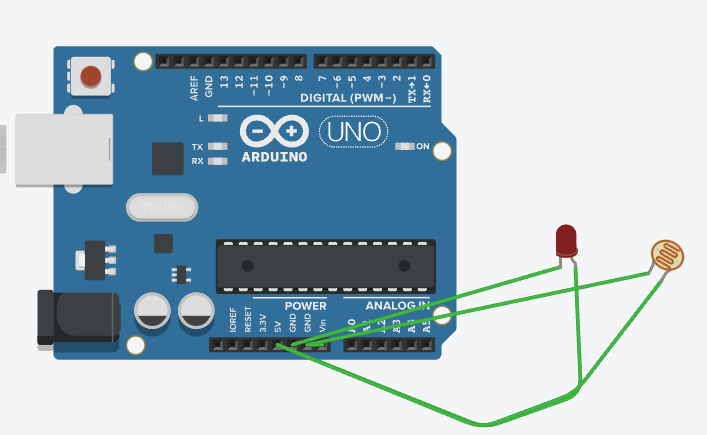 AREF
GND
13
12
~11
~10
~9
8
7
~6
~5
4
~3
2
TX→1
RX←0
DIGITAL (PWM~)
L
TX
RX
UNO
ARDUINO
ON
POWER
ANALOG IN
IOREF
RESET
3.3V
5V
GND
GND
Vin
A0
A1
A2
A3
A4
A5